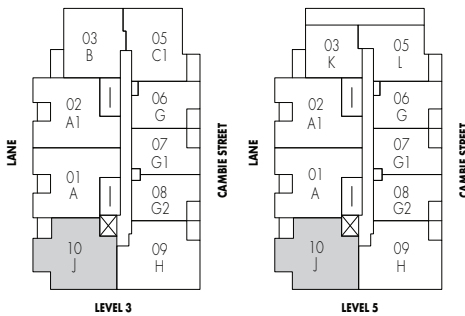 03
B
05
C1
02
A1
06
G
07
G1
01
A
08
G2
10
J
09
H
LANE
CAMBIE STREET
LEVEL 3
03
K
05
L
02
A1
06
G
07
G1
01
A
08
G2
10
J
09
H
LANE
CAMBIE STREET
LEVEL 5